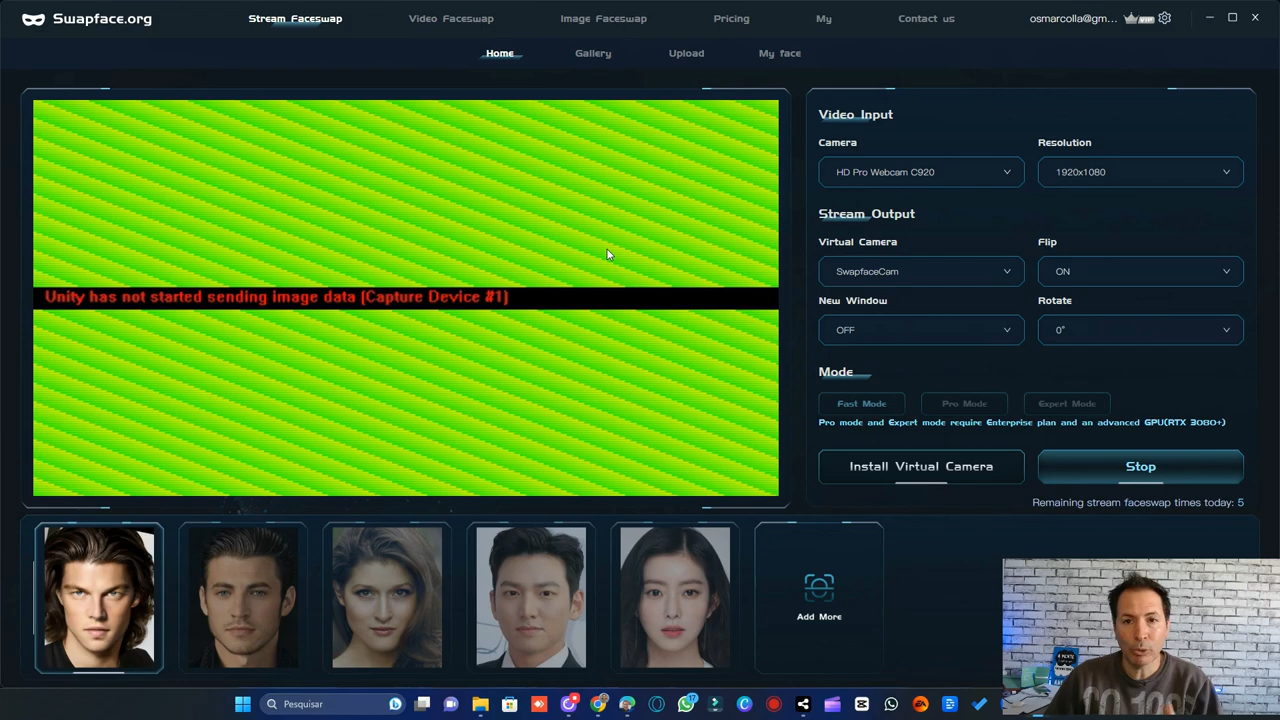 Swapface.org
Stream Faceswap
Video Faceswap
Image Faceswap
Pricing
My
Contact us
osmarcolla@gm...
VIP
Home
Gallery
Upload
My face
Unity has not started sending image data (Capture Device #1)
Video Input
Camera
Resolution
HD Pro Webcam C920
1920x1080
Stream Output
Virtual Camera
Flip
SwapfaceCam
ON
New Window
Rotate
OFF
0°
Mode
Fast Mode
Pro Mode
Expert Mode
Pro mode and Expert mode require Enterprise plan and an advanced GPU(RTX 3080+)
Install Virtual Camera
Stop
Remaining stream faceswap times today: 5
Add More
Pesquisar
17